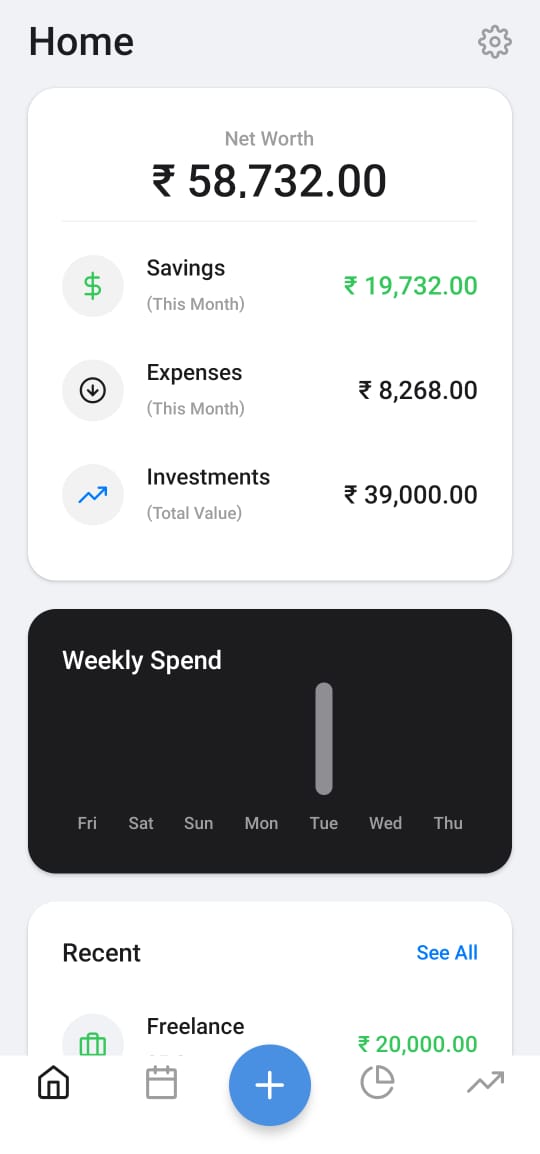 Home
Net Worth
₹ 58,732.00
Savings
(This Month)
₹ 19,732.00
Expenses
(This Month)
₹ 8,268.00
Investments
(Total Value)
₹ 39,000.00
Weekly Spend
Fri Sat Sun Mon Tue Wed Thu
Recent See All
Freelance
₹ 20,000.00